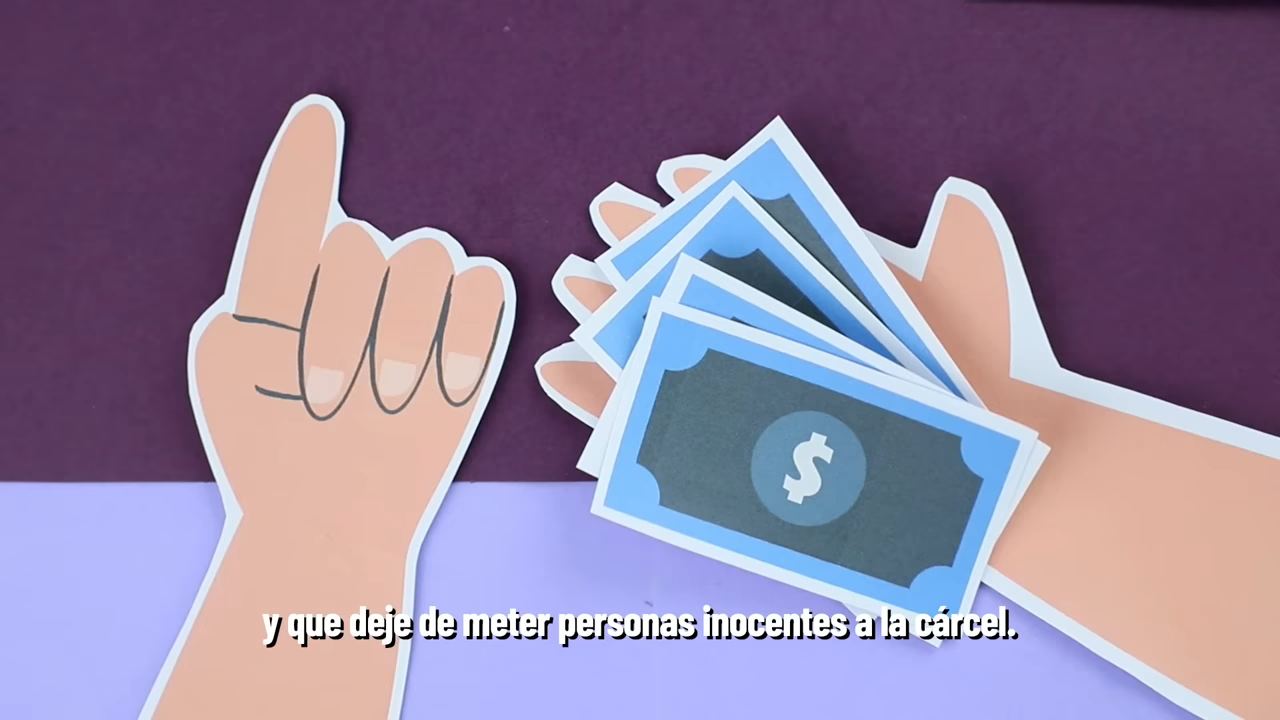 $
y que deje de meter personas inocentes a la cárcel.